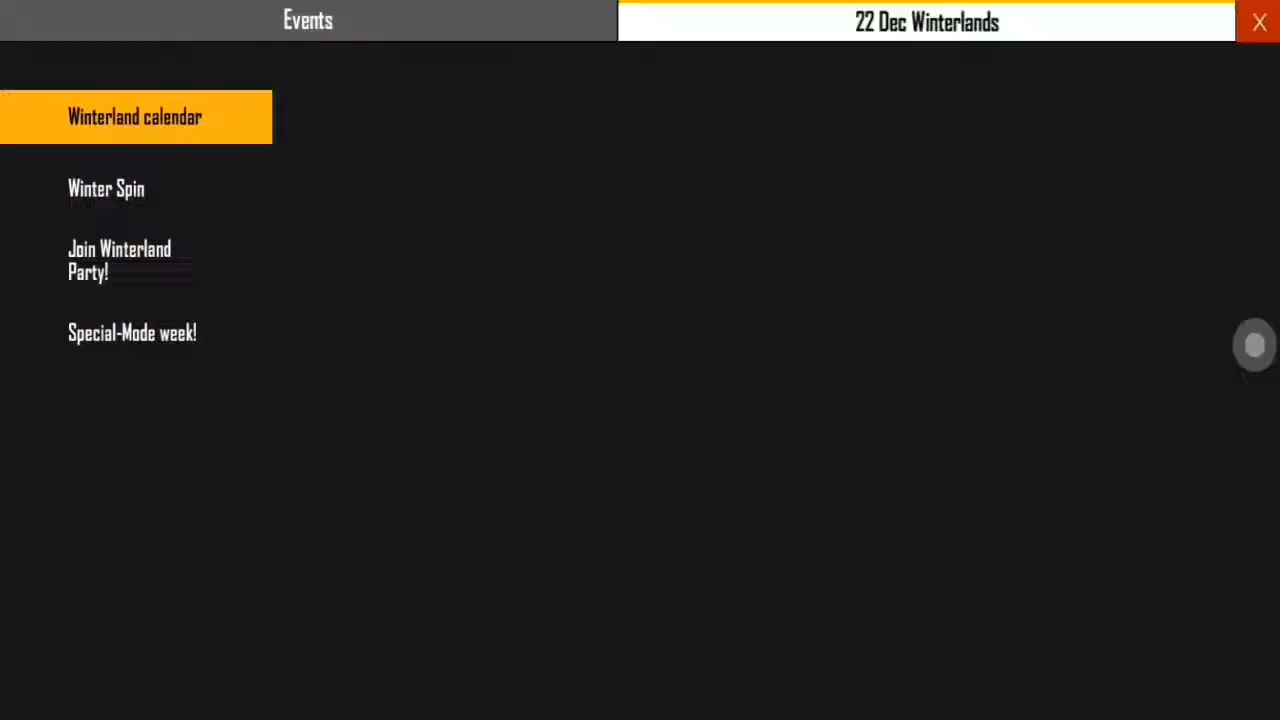 Events
22 Dec Winterlands
X
Winterland calendar
Winter Spin
Join Winterland
Party!
Special-Mode week!